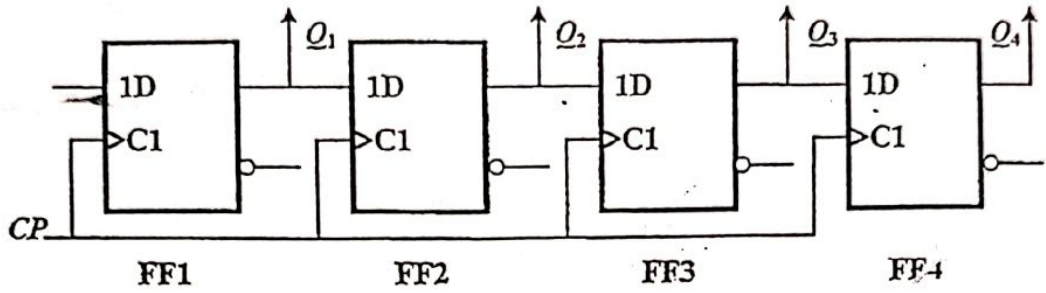 Q1 Q2 Q3 Q4
1D 1D 1D 1D
C1 C1 C1 C1
CP
FF1 FF2 FF3 FF4